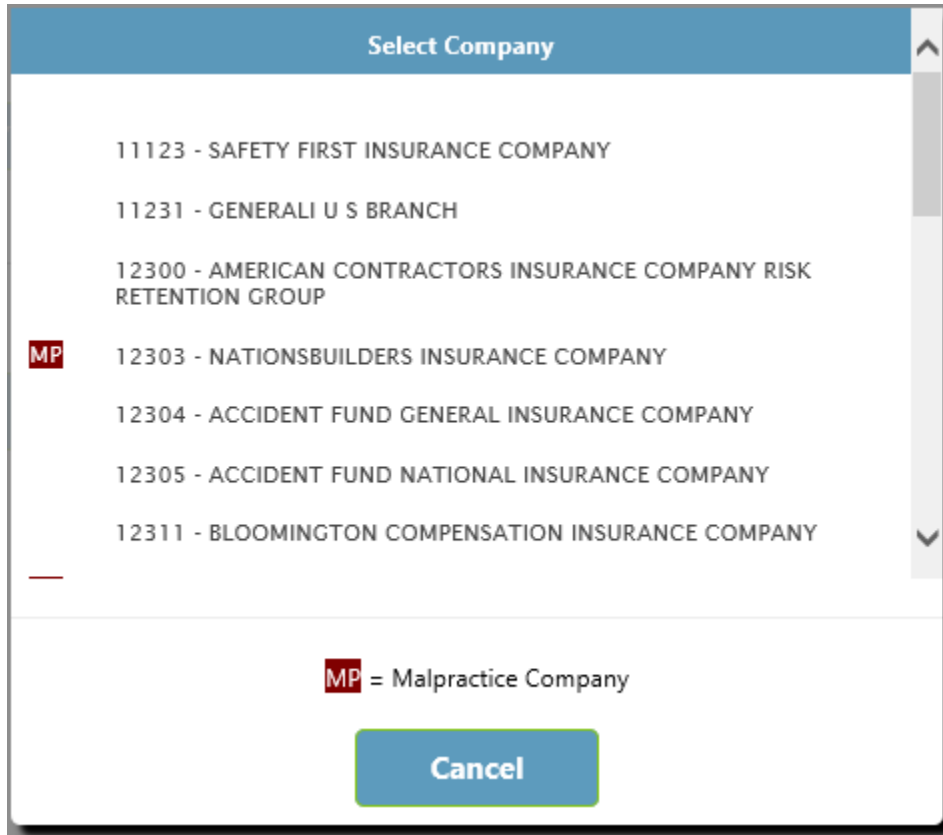 Select Company
11123 - SAFETY FIRST INSURANCE COMPANY
11231 - GENERALI U S BRANCH
12300 - AMERICAN CONTRACTORS INSURANCE COMPANY RISK
RETENTION GROUP
MP 12303 - NATIONSBUILDERS INSURANCE COMPANY
12304 - ACCIDENT FUND GENERAL INSURANCE COMPANY
12305 - ACCIDENT FUND NATIONAL INSURANCE COMPANY
12311 - BLOOMINGTON COMPENSATION INSURANCE COMPANY
MP = Malpractice Company
Cancel